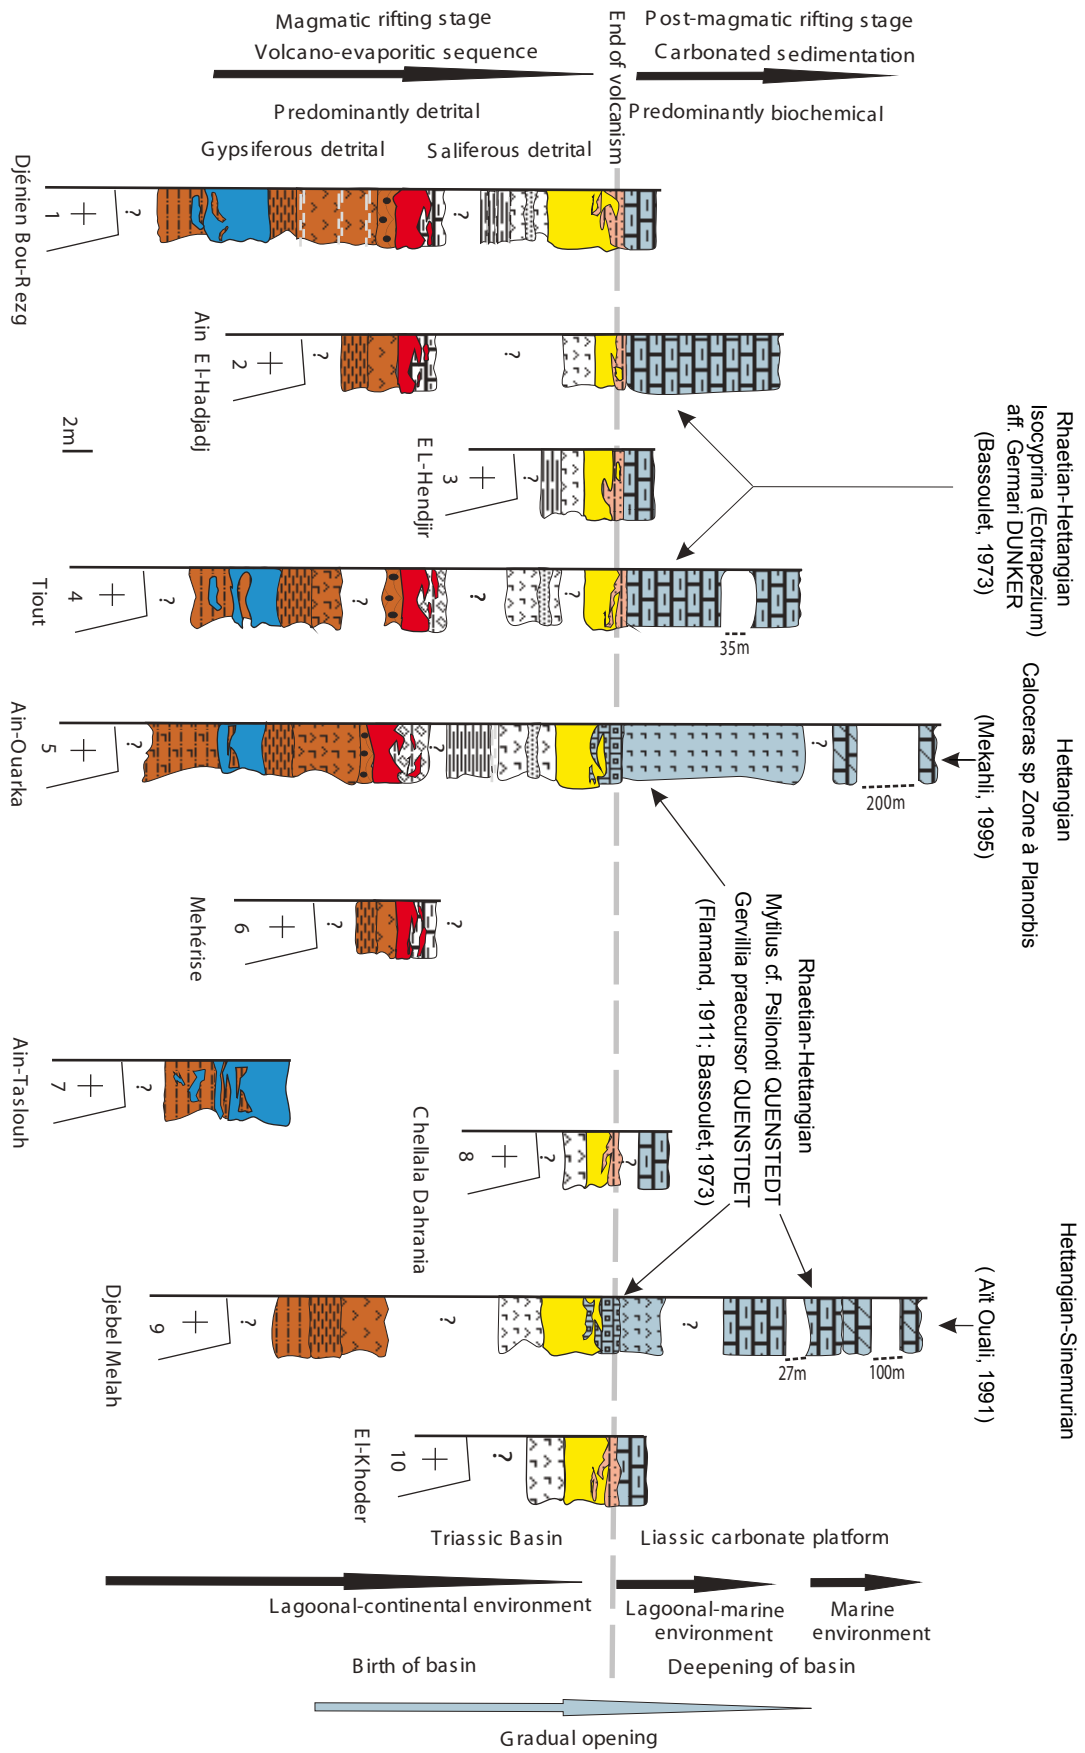 Magmatic rifting stage
Volcano-evaporitic sequence
Post-magmatic rifting stage
Carbonated sedimentation
End of volcanism
Predominantly detrital
Predominantly biochemical
Gypsiferous detrital
Saliferous detrital
Djénien Bou-Rezg
1
?
?
Ain El-Hadjadj
2
?
?
2m
EL-Hendjir
3
?
Rhaetian-Hettangian
Isocyprina (Eotrapezium)
aff. Germari DUNKER
(Bassoulet, 1973)
Tiout
4
?
?
?
35m
Ain-Ouarka
5
?
?
?
200m
Hettangian
Caloceras sp Zone à Planorbis
(Mekahli, 1995)
Mehérise
6
?
?
Rhaetian-Hettangian
Mytilus cf. Psilonoti QUENSTEDT
Gervillia praecursor QUENSTDET
(Flamand, 1911; Bassoulet,1973)
Ain-Taslouh
7
?
Chellala Dahrania
8
?
?
Djebel Melah
9
?
?
?
27m
100m
Hettangian-Sinemurian
( Aït Ouali, 1991)
El-Khoder
10
?
Triassic Basin
Liassic carbonate platform
Lagoonal-continental environment
Lagoonal-marine
environment
Marine
environment
Birth of basin
Deepening of basin
Gradual opening